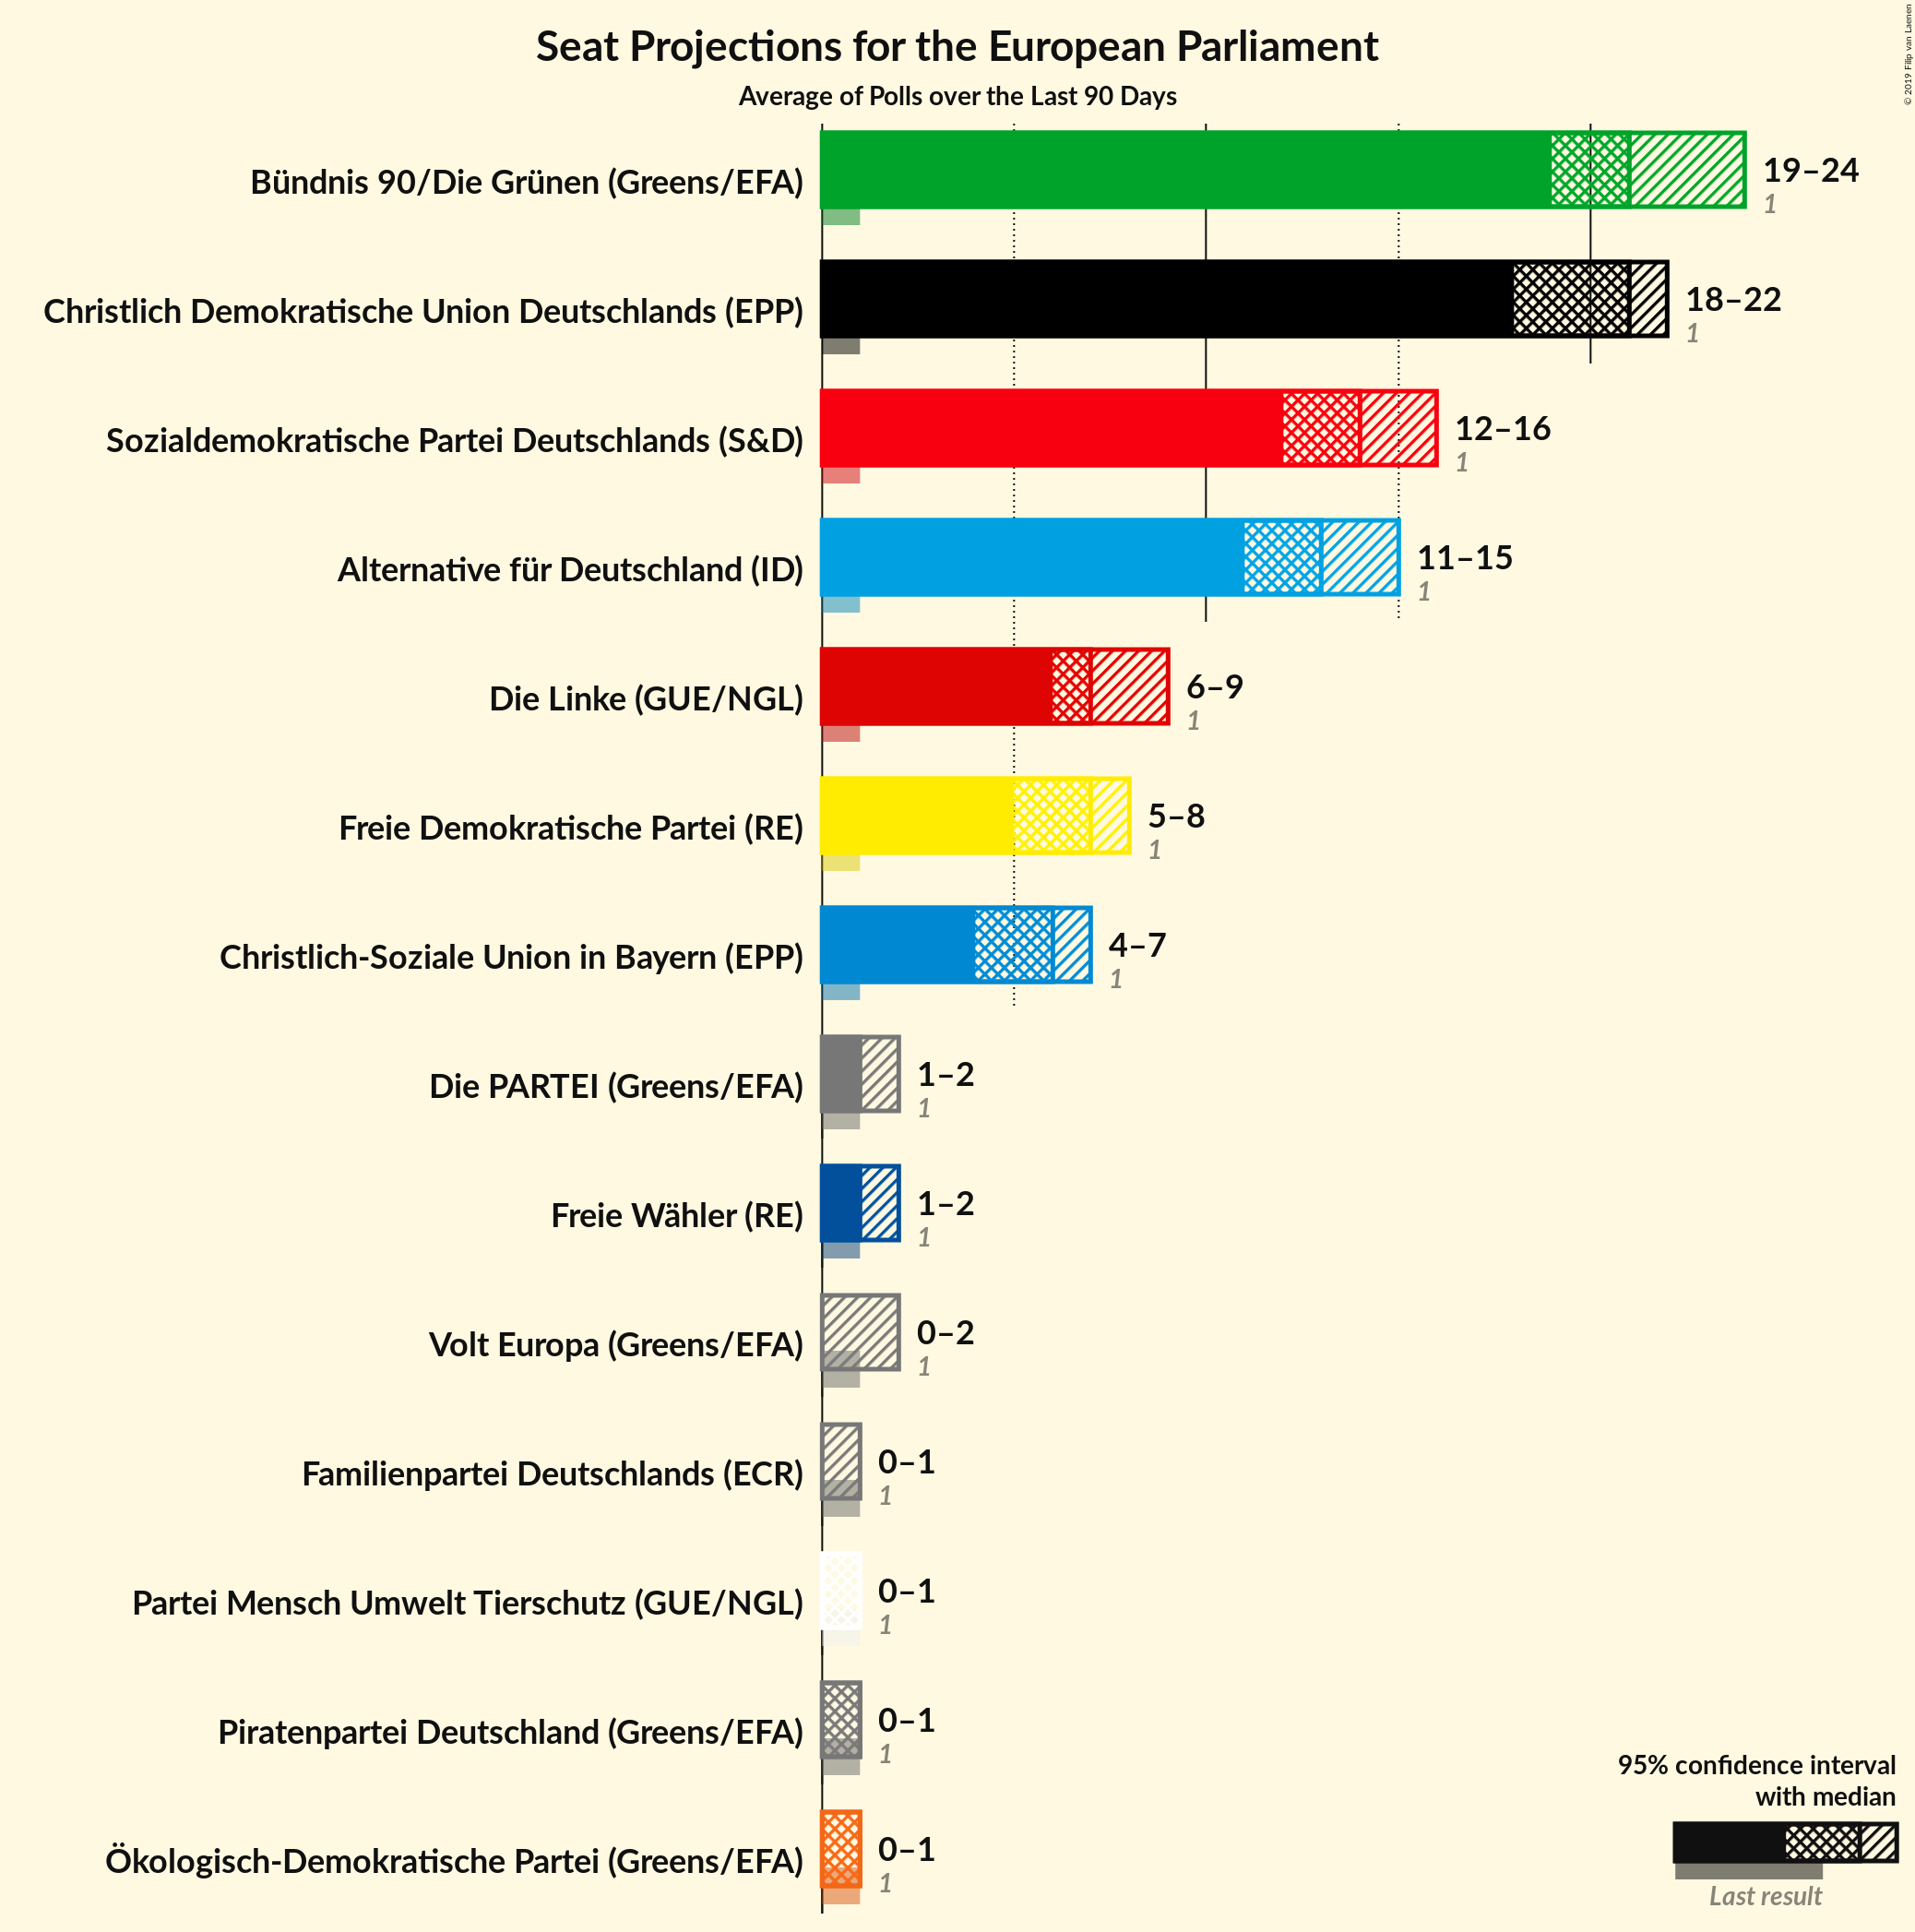 Seat Projections for the European Parliament
Average of Polls over the Last 90 Days
© 2019 Filip van Laenen
Bündnis 90/Die Grünen (Greens/EFA)
19–24
1
Christlich Demokratische Union Deutschlands (EPP)
18–22
1
Sozialdemokratische Partei Deutschlands (S&D)
12–16
1
Alternative für Deutschland (ID)
11–15
1
Die Linke (GUE/NGL)
6–9
1
Freie Demokratische Partei (RE)
5–8
1
Christlich-Soziale Union in Bayern (EPP)
4–7
1
Die PARTEI (Greens/EFA)
1–2
1
Freie Wähler (RE)
1–2
1
Volt Europa (Greens/EFA)
0–2
1
Familienpartei Deutschlands (ECR)
0–1
1
Partei Mensch Umwelt Tierschutz (GUE/NGL)
0–1
1
Piratenpartei Deutschland (Greens/EFA)
0–1
1
Ökologisch-Demokratische Partei (Greens/EFA)
0–1
1
95% confidence interval
with median
Last result